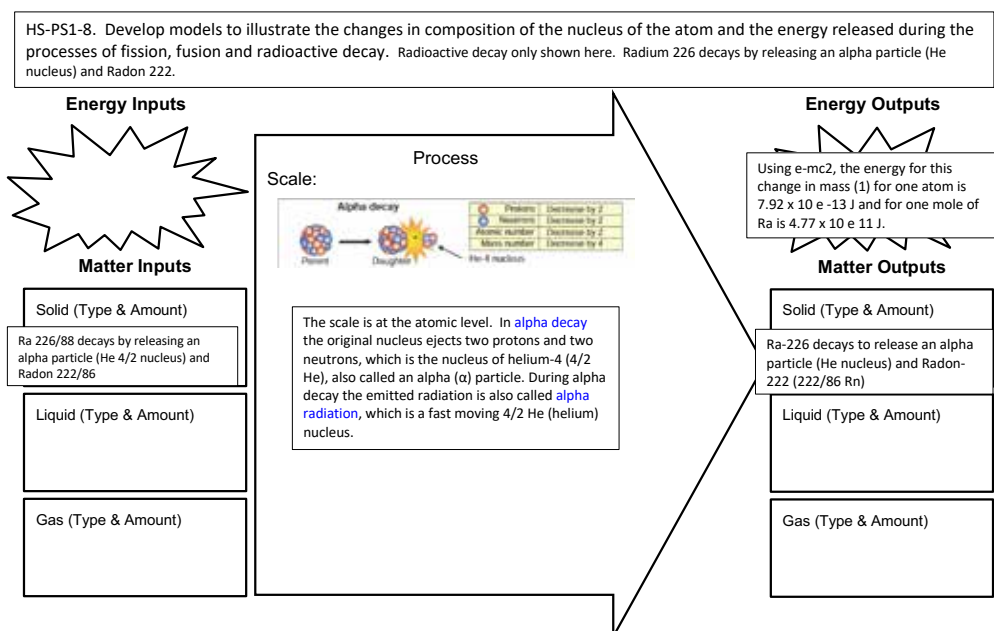 HS-PS1-8. Develop models to illustrate the changes in composition of the nucleus of the atom and the energy released during the
processes of fission, fusion and radioactive decay. Radioactive decay only shown here. Radium 226 decays by releasing an alpha particle (He
nucleus) and Radon 222.
Energy Inputs
Matter Inputs
Solid (Type & Amount)
Ra 226/88 decays by releasing an
alpha particle (He 4/2 nucleus) and
Radon 222/86
Liquid (Type & Amount)
Gas (Type & Amount)
Process
Scale:
Alpha decay
Parent
Daughter
He-4 nucleus
Protons Decrease by 2
Neutrons Decrease by 2
Atomic number Decrease by 2
Mass number Decrease by 4
The scale is at the atomic level. In alpha decay
the original nucleus ejects two protons and two
neutrons, which is the nucleus of helium-4 (4/2
He), also called an alpha (α) particle. During alpha
decay the emitted radiation is also called alpha
radiation, which is a fast moving 4/2 He (helium)
nucleus.
Energy Outputs
Using e-mc2, the energy for this
change in mass (1) for one atom is
7.92 x 10 e -13 J and for one mole of
Ra is 4.77 x 10 e 11 J.
Matter Outputs
Solid (Type & Amount)
Ra-226 decays to release an alpha
particle (He nucleus) and Radon-
222 (222/86 Rn)
Liquid (Type & Amount)
Gas (Type & Amount)